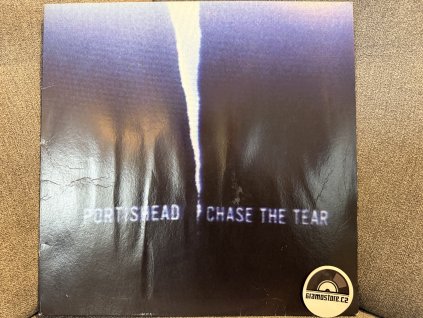 PORTISHEAD CHASE THE TEAR
Gramostore.cz